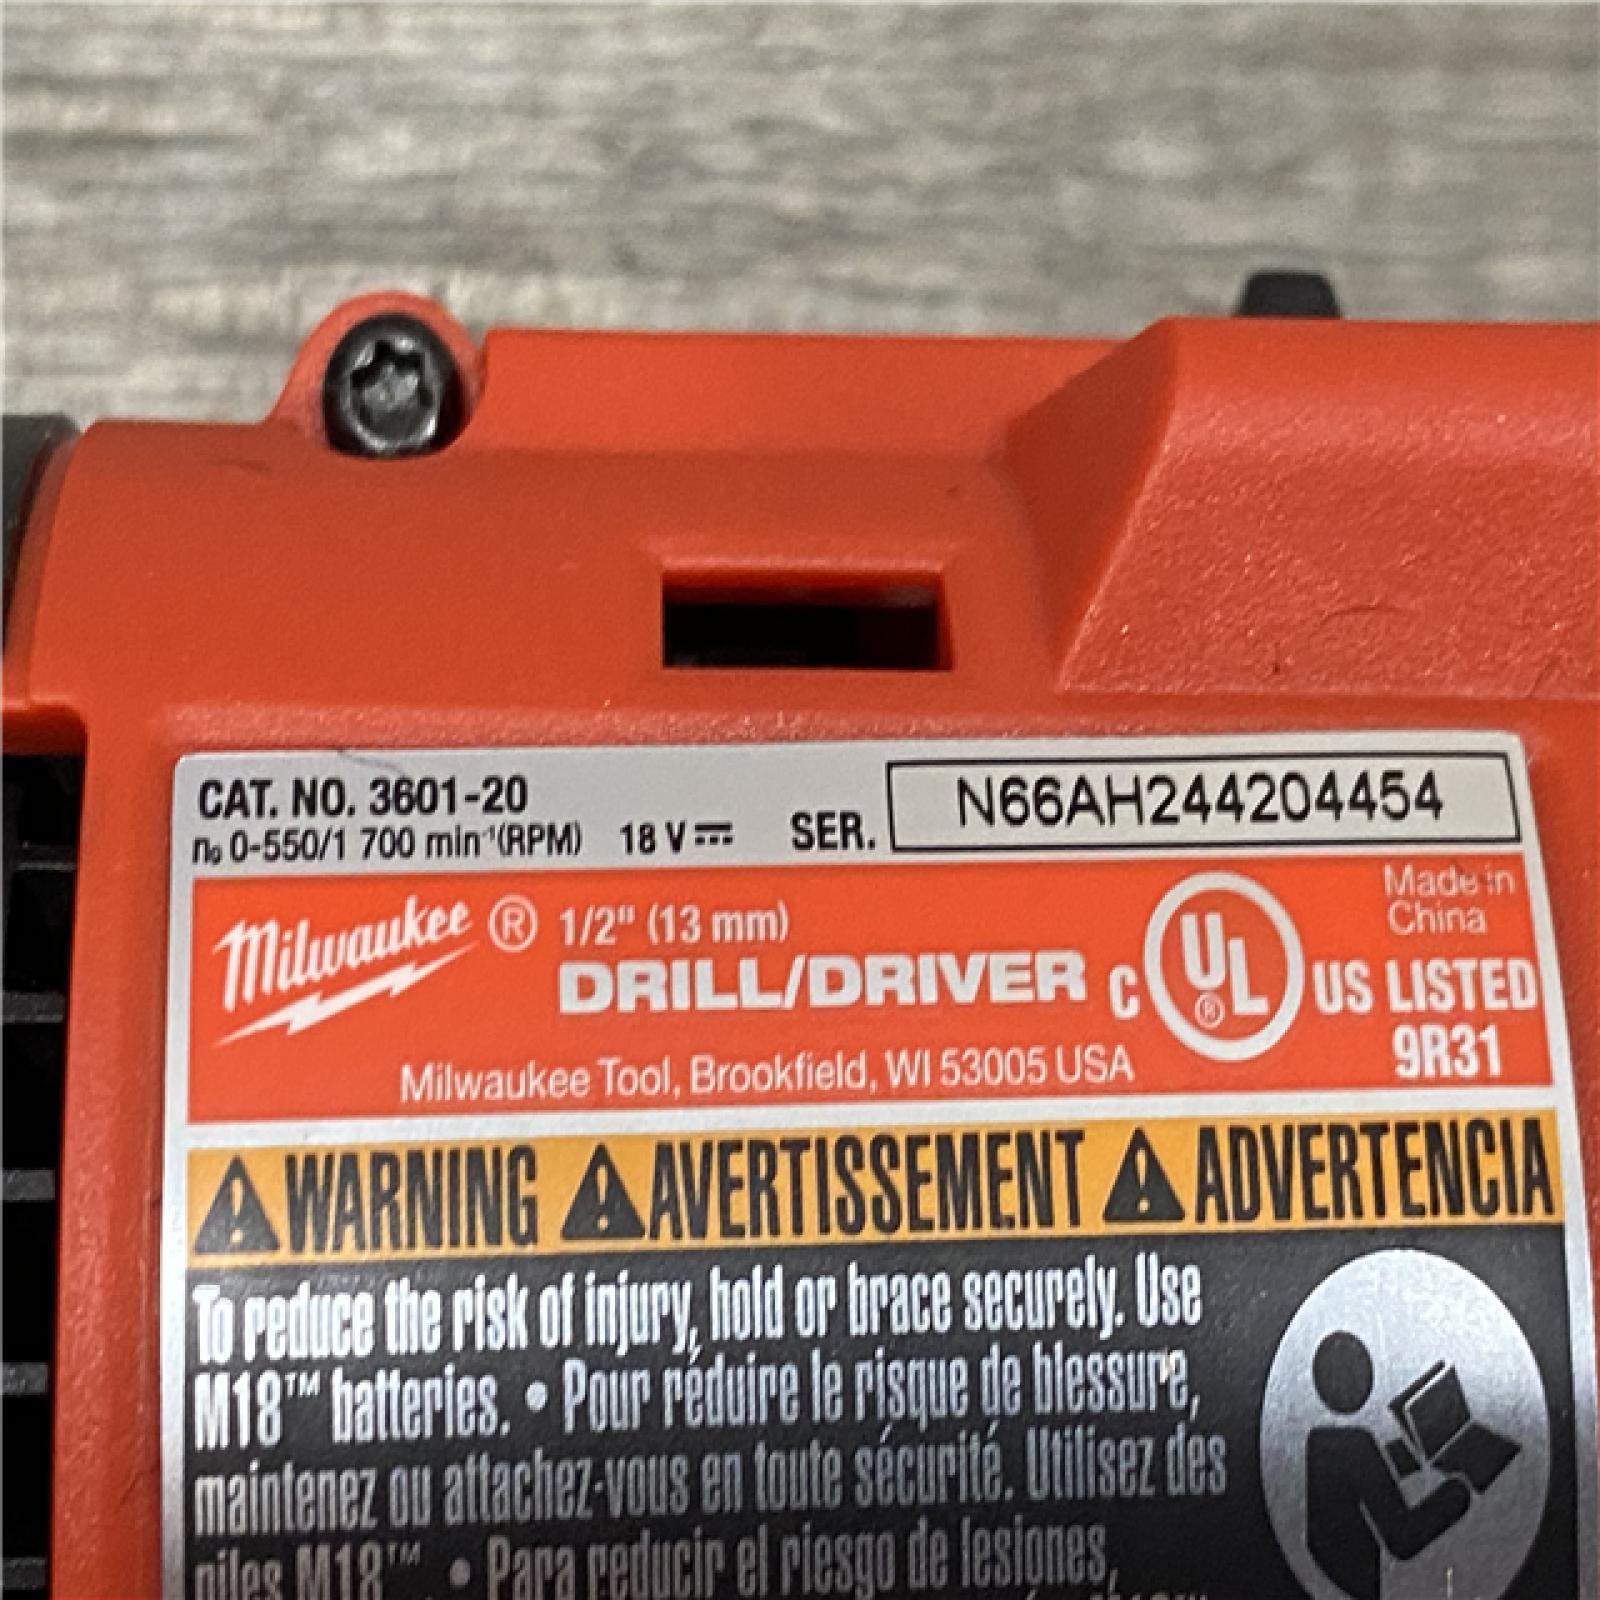 CAT. NO. 3601-20
n₀ 0-550/1 700 min⁻¹(RPM) 18 V⎓ SER. N66AH244204454
Milwaukee ® 1/2" (13 mm)
DRILL/DRIVER
C UL ® US LISTED
9R31
Made in
China
Milwaukee Tool, Brookfield, WI 53005 USA
WARNING AVERTISSEMENT ADVERTENCIA
To reduce the risk of injury, hold or brace securely. Use
M18™ batteries. • Pour réduire le risque de blessure,
maintenez ou attachez-vous en toute sécurité. Utilisez des
piles M18™ • Para reducir el riesgo de lesiones,